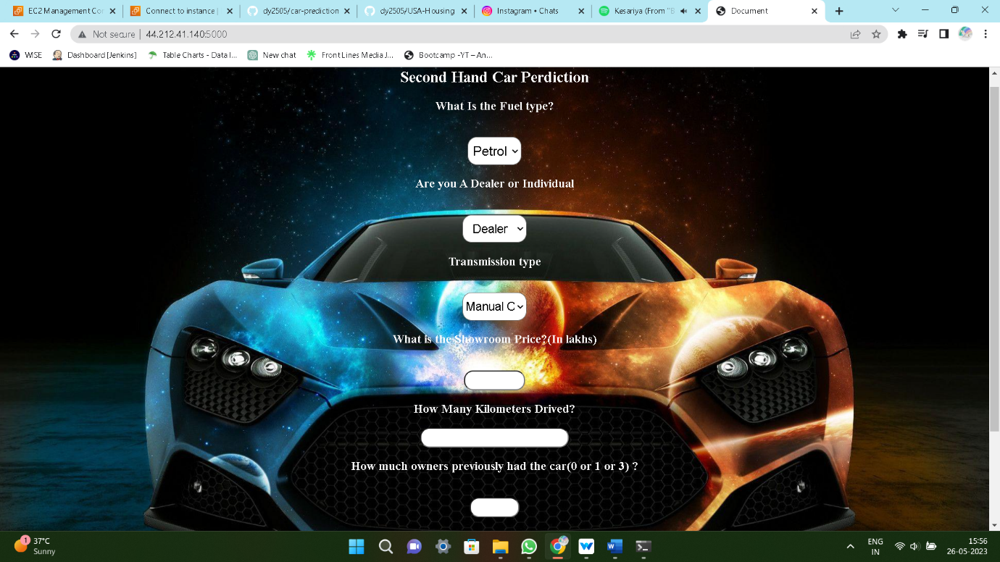 EC2 Management Cor
Connect to instance |
dy2505/car-prediction
dy2505/USA-Housing
Instagram • Chats
Kesariya (From "B
Document
Not secure | 44.212.41.140:5000
WISE
Dashboard [Jenkins]
Table Charts - Data I...
New chat
Front Lines Media J...
Bootcamp -YT – An...
Second Hand Car Perdiction
What Is the Fuel type?
Petrol
Are you A Dealer or Individual
Dealer
Transmission type
Manual C
What is the Showroom Price?(In lakhs)
How Many Kilometers Drived?
How much owners previously had the car(0 or 1 or 3) ?
1
37°C
Sunny
ENG
IN
15:56
26-05-2023